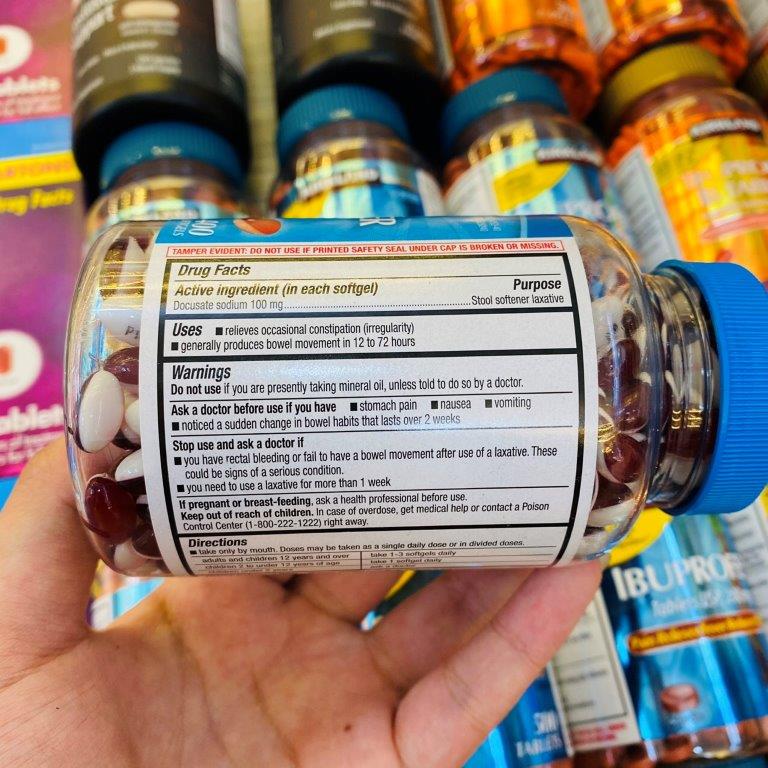 TAMPER EVIDENT: DO NOT USE IF PRINTED SAFETY SEAL UNDER CAP IS BROKEN OR MISSING.
Drug Facts
Active ingredient (in each softgel) Purpose
Docusate sodium 100 mg..........Stool softener laxative
Uses ■ relieves occasional constipation (irregularity)
■ generally produces bowel movement in 12 to 72 hours
Warnings
Do not use if you are presently taking mineral oil, unless told to do so by a doctor.
Ask a doctor before use if you have ■ stomach pain ■ nausea ■ vomiting
■ noticed a sudden change in bowel habits that lasts over 2 weeks
Stop use and ask a doctor if
■ you have rectal bleeding or fail to have a bowel movement after use of a laxative. These
could be signs of a serious condition.
■ you need to use a laxative for more than 1 week
If pregnant or breast-feeding, ask a health professional before use.
Keep out of reach of children. In case of overdose, get medical help or contact a Poison
Control Center (1-800-222-1222) right away.
Directions
■ take only by mouth. Doses may be taken as a single daily dose or in divided doses.
adults and children 12 years and over take 1-3 softgels daily
children 2 to under 12 years of age take 1 softgel daily
IBUPRO
500
TABLETS